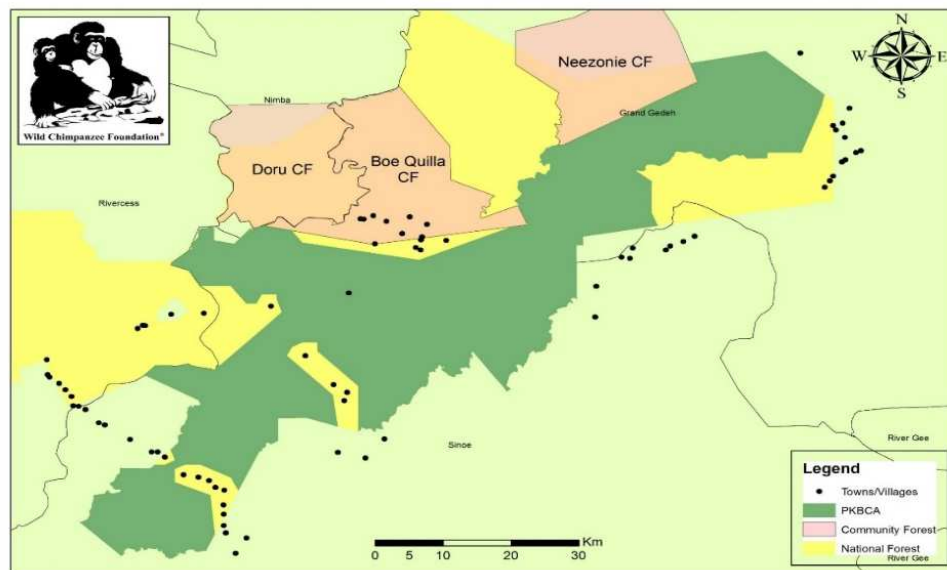 Wild Chimpanzee Foundation®
N
W E
S
Neezonie CF
Nimba
Grand Gedeh
Doru CF
Boe Quilla
CF
Rivercess
Sinoe
River Gee
River Gee
Legend
Towns/Villages
PKBCA
Community Forest
National Forest
Km
0 5 10 20 30